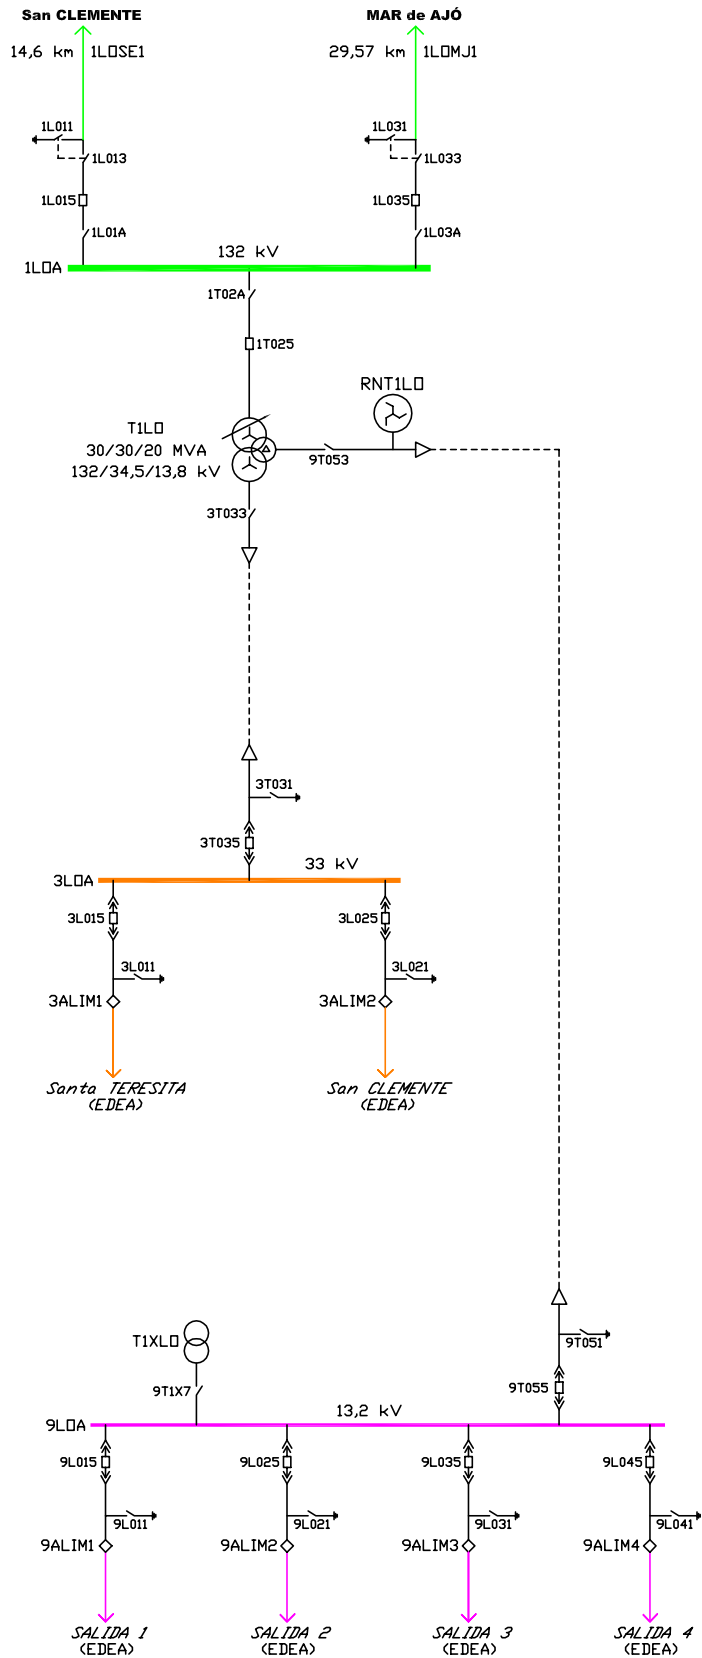 San CLEMENTE
MAR de AJÓ
14,6 km 1LOSE1
29,57 km 1LOMJ1
1L011
1L031
1L013
1L033
1L015
1L035
1L01A
1L03A
132 kV
1LOA
1T02A
1T025
RNT1LO
T1LO
30/30/20 MVA
132/34,5/13,8 kV
9T053
3T033
3T031
3T035
33 kV
3LOA
3L015
3L025
3L011
3L021
3ALIM1
3ALIM2
Santa TERESITA
(EDEA)
San CLEMENTE
(EDEA)
T1XLO
9T051
9T1X7
9T055
13,2 kV
9LOA
9L015
9L025
9L035
9L045
9L011
9L021
9L031
9L041
9ALIM1
9ALIM2
9ALIM3
9ALIM4
SALIDA 1
(EDEA)
SALIDA 2
(EDEA)
SALIDA 3
(EDEA)
SALIDA 4
(EDEA)